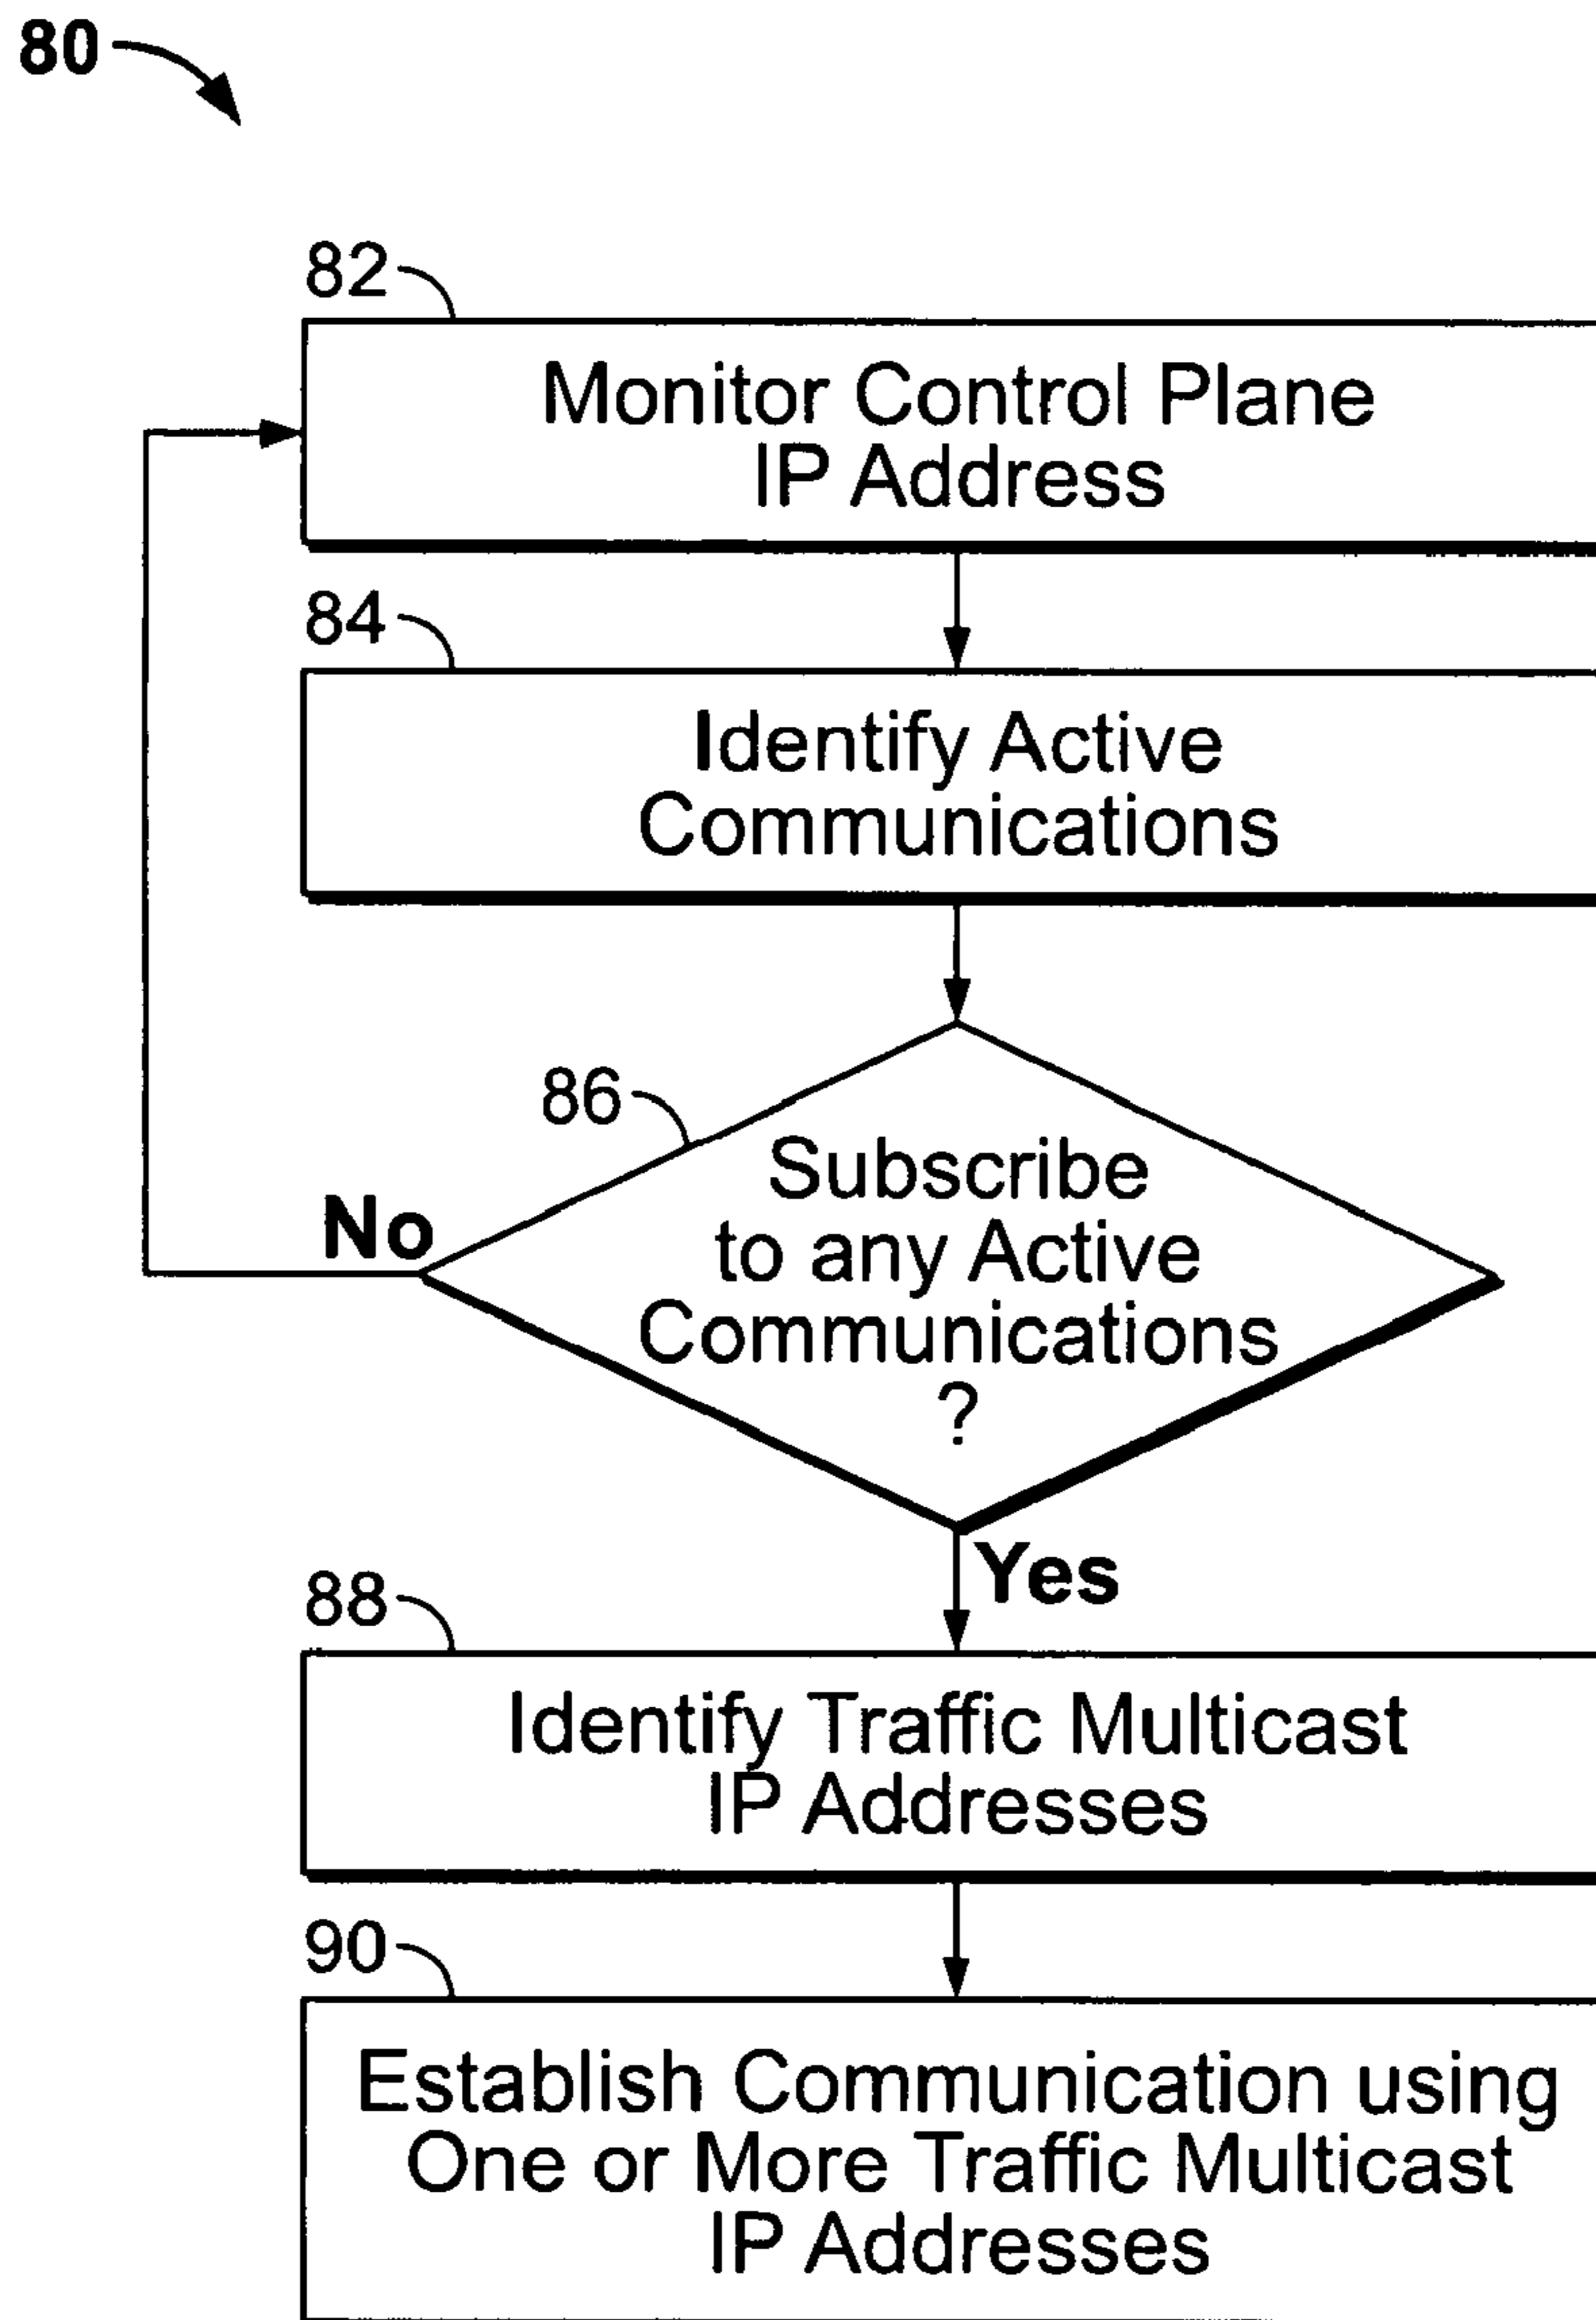 80
82
Monitor Control Plane
IP Address
84
Identify Active
Communications
86
Subscribe
to any Active
Communications
?
No
Yes
88
Identify Traffic Multicast
IP Addresses
90
Establish Communication using
One or More Traffic Multicast
IP Addresses